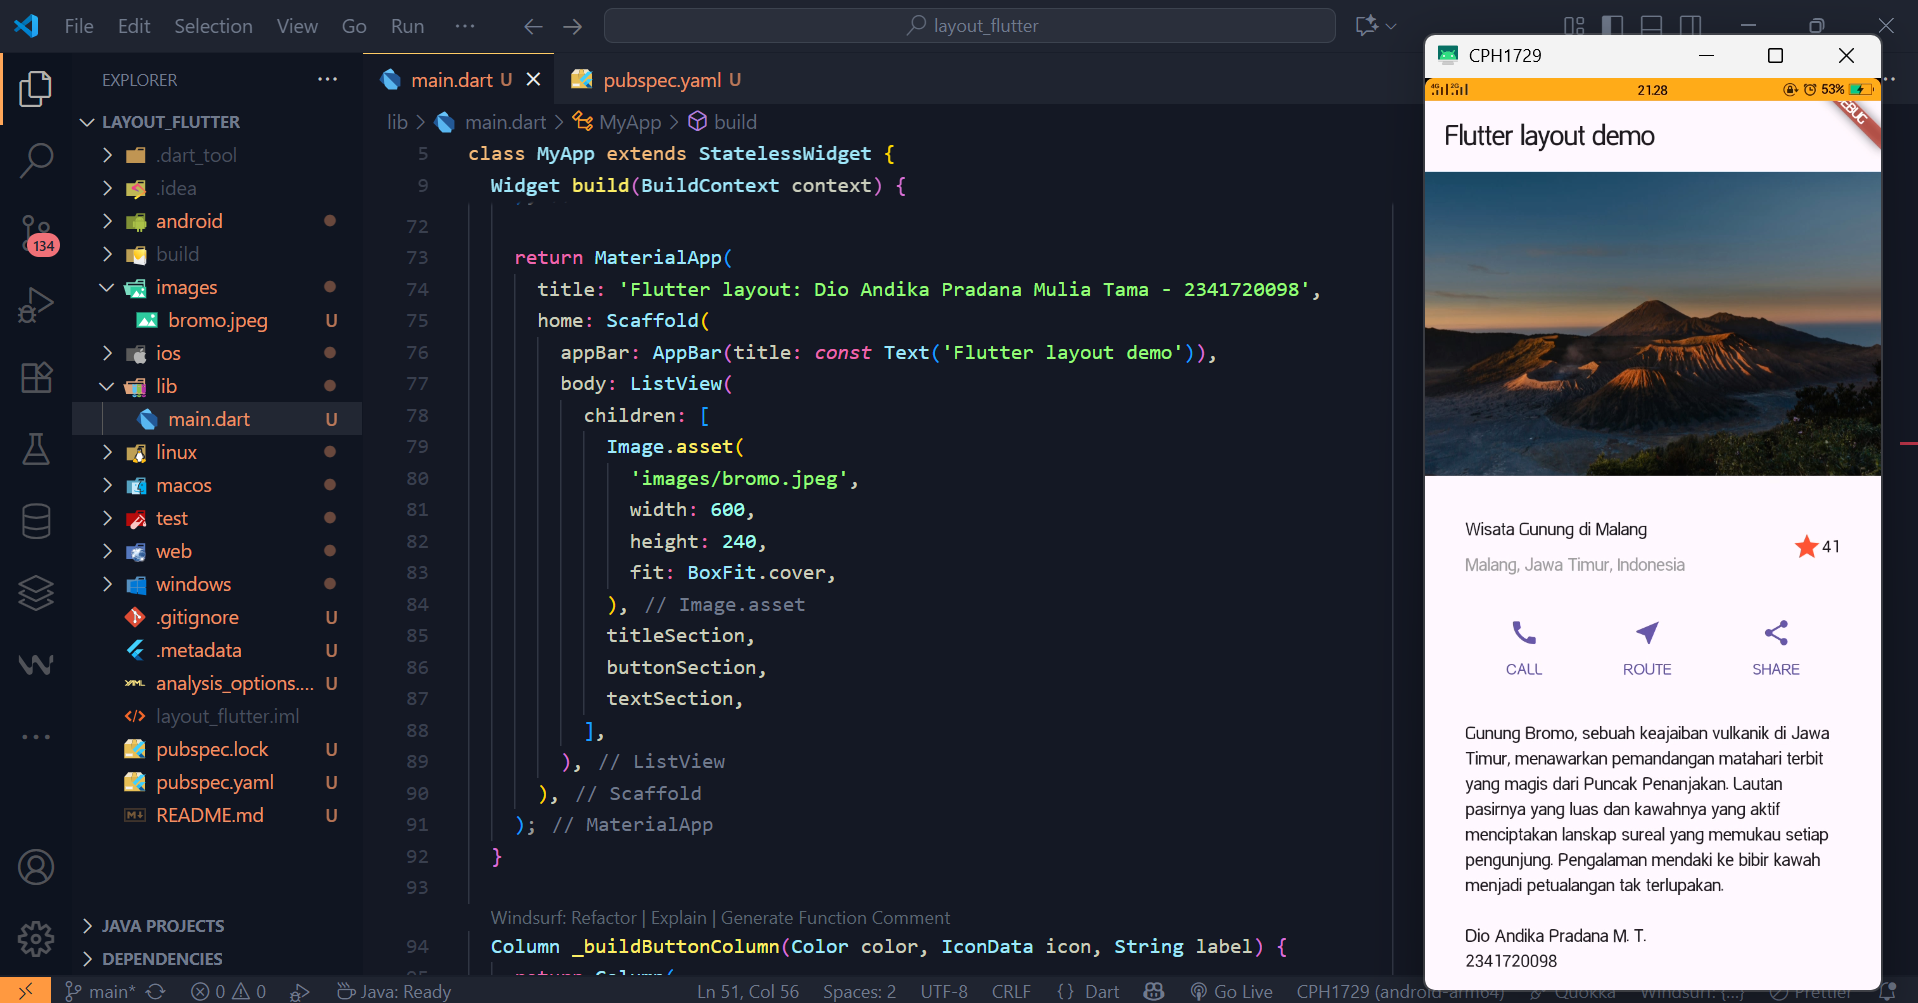 File Edit Selection View Go Run ··· layout_flutter
EXPLORER ···
LAYOUT_FLUTTER
.dart_tool
.idea
android
build
images
bromo.jpeg U
ios
lib
main.dart U
linux
macos
test
web
windows
.gitignore U
.metadata U
analysis_options.... U
layout_flutter.iml
pubspec.lock U
pubspec.yaml U
README.md U
JAVA PROJECTS
DEPENDENCIES
134
main.dart U
pubspec.yaml U
lib > main.dart > MyApp > build
5 class MyApp extends StatelessWidget {
9 Widget build(BuildContext context) {
72
73 return MaterialApp(
74 title: 'Flutter layout: Dio Andika Pradana Mulia Tama - 2341720098',
75 home: Scaffold(
76 appBar: AppBar(title: const Text('Flutter layout demo')),
77 body: ListView(
78 children: [
79 Image.asset(
80 'images/bromo.jpeg',
81 width: 600,
82 height: 240,
83 fit: BoxFit.cover,
84 ), // Image.asset
85 titleSection,
86 buttonSection,
87 textSection,
88 ],
89 ), // ListView
90 ), // Scaffold
91 ); // MaterialApp
92 }
93
Windsurf: Refactor | Explain | Generate Function Comment
94 Column _buildButtonColumn(Color color, IconData icon, String label) {
return Column(
main* 0 0 Java: Ready Ln 51, Col 56 Spaces: 2 UTF-8 CRLF {} Dart Go Live CPH1729 (android-arm64) Quokka Windsurf: {...} Prettier
CPH1729
21.28 53%
Flutter layout demo
Wisata Gunung di Malang
Malang, Jawa Timur, Indonesia
41
CALL ROUTE SHARE
Gunung Bromo, sebuah keajaiban vulkanik di Jawa
Timur, menawarkan pemandangan matahari terbit
yang magis dari Puncak Penanjakan. Lautan
pasirnya yang luas dan kawahnya yang aktif
menciptakan lanskap sureal yang memukau setiap
pengunjung. Pengalaman mendaki ke bibir kawah
menjadi petualangan tak terlupakan.
Dio Andika Pradana M. T.
2341720098